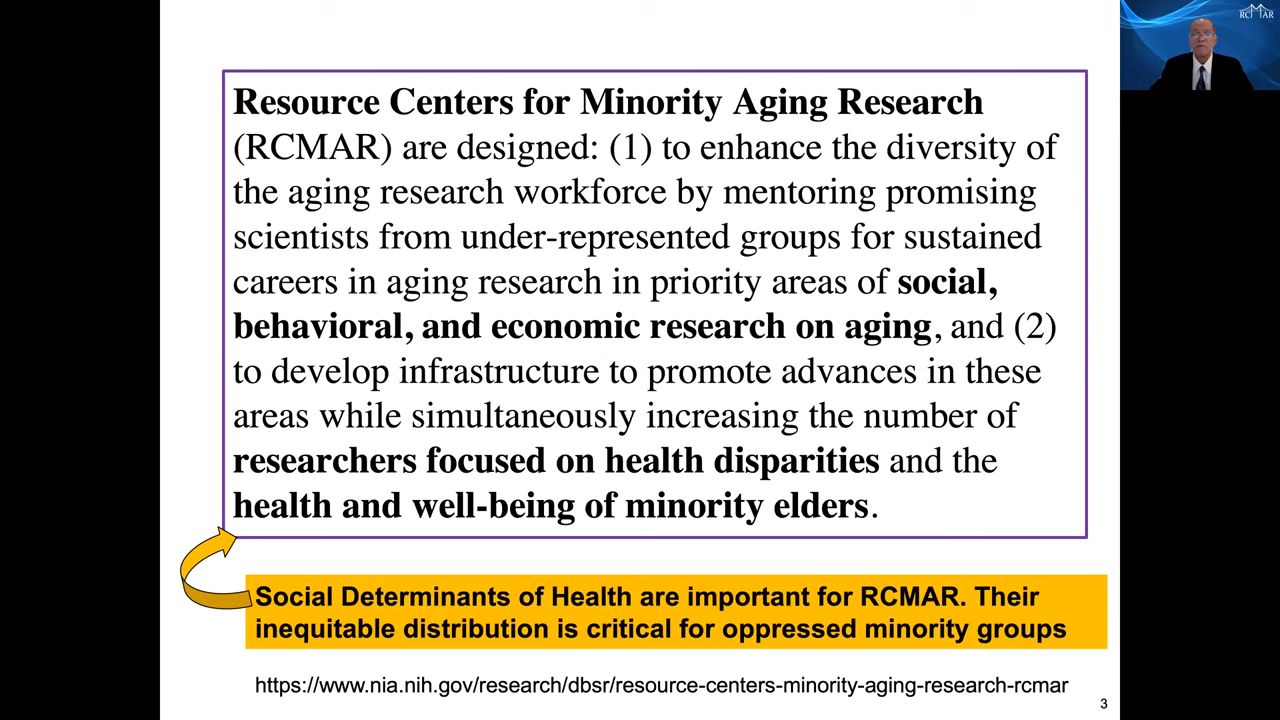 Resource Centers for Minority Aging Research
(RCMAR) are designed: (1) to enhance the diversity of
the aging research workforce by mentoring promising
scientists from under-represented groups for sustained
careers in aging research in priority areas of social,
behavioral, and economic research on aging, and (2)
to develop infrastructure to promote advances in these
areas while simultaneously increasing the number of
researchers focused on health disparities and the
health and well-being of minority elders.
Social Determinants of Health are important for RCMAR. Their
inequitable distribution is critical for oppressed minority groups
https://www.nia.nih.gov/research/dbsr/resource-centers-minority-aging-research-rcmar
3
RCMAR